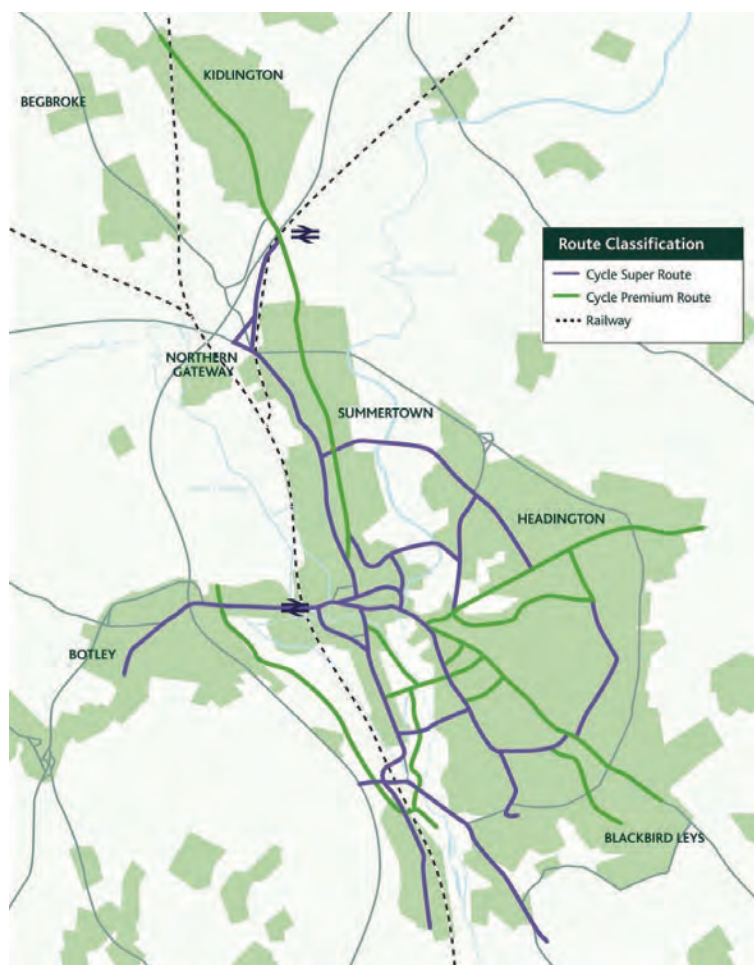 KIDLINGTON
BEGBROKE
Route Classification
Cycle Super Route
Cycle Premium Route
Railway
NORTHERN
GATEWAY
SUMMERTOWN
HEADINGTON
BOTLEY
BLACKBIRD LEYS